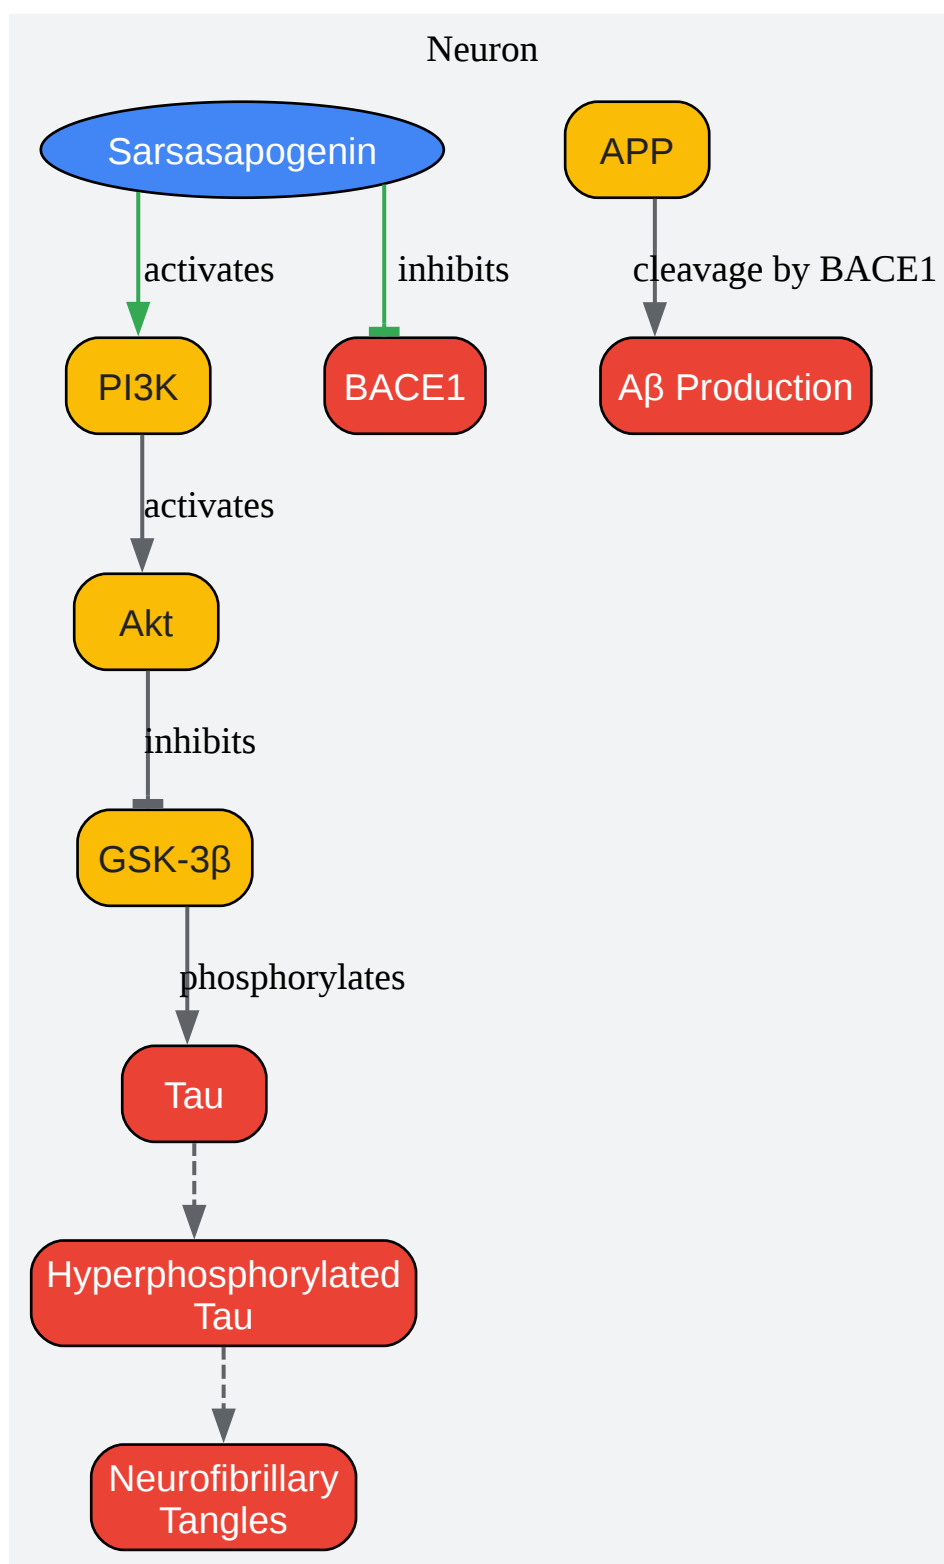 Neuron
Sarsasapogenin
APP
activates
inhibits
cleavage by BACE1
PI3K
BACE1
Aβ Production
activates
Akt
inhibits
GSK-3β
phosphorylates
Tau
Hyperphosphorylated
Tau
Neurofibrillary
Tangles